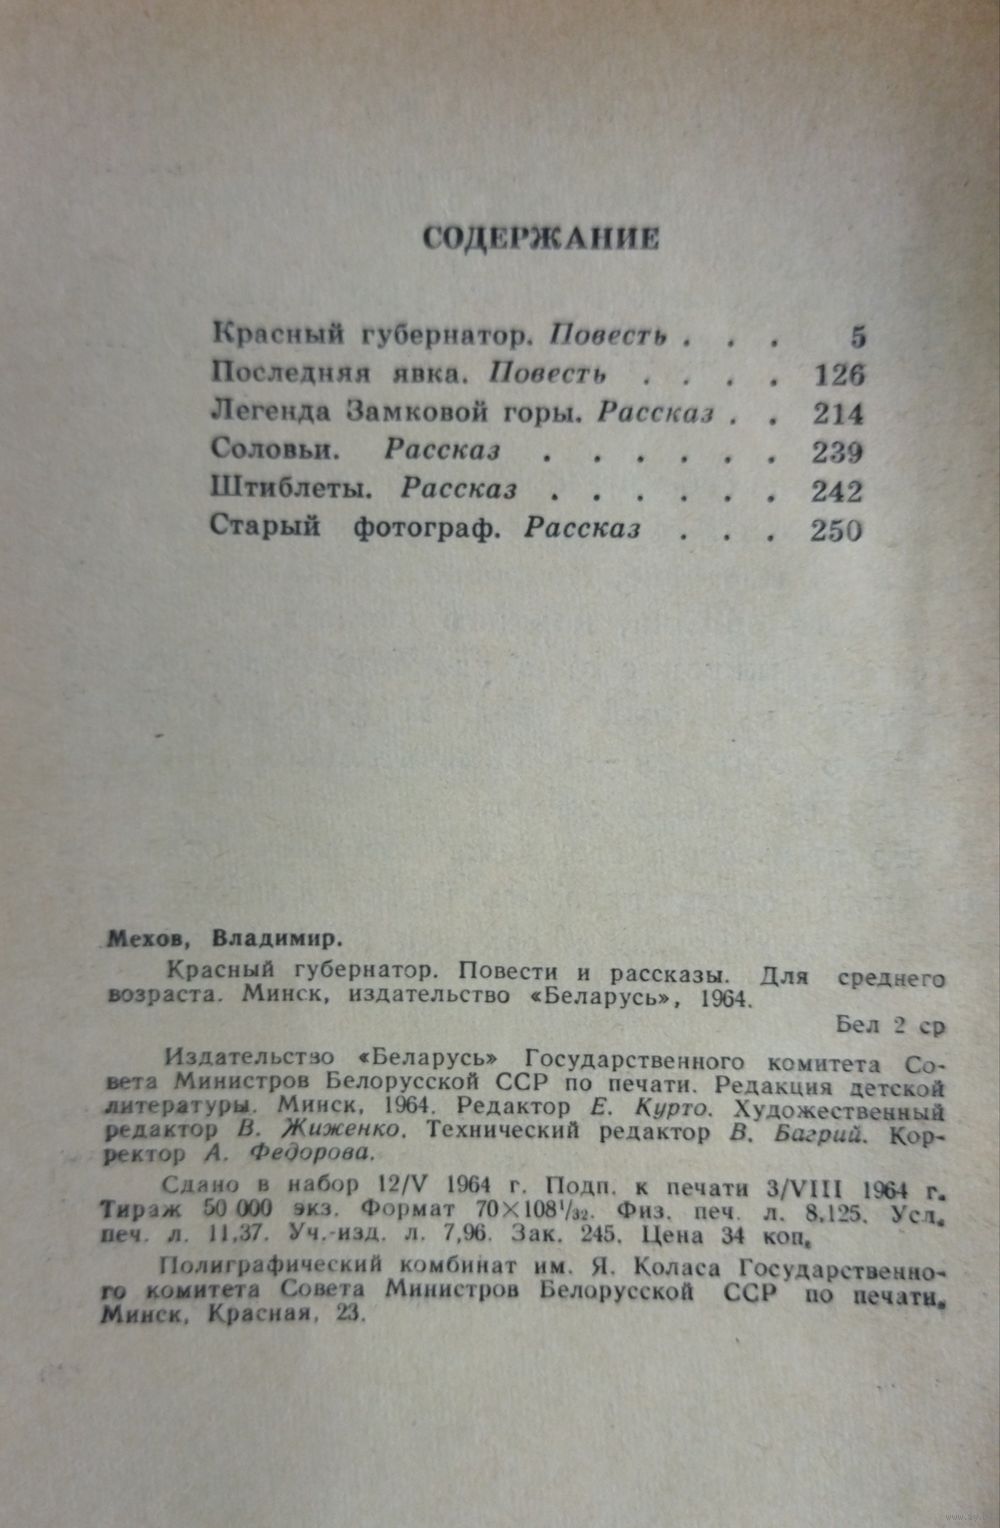 СОДЕРЖАНИЕ
Красный губернатор. Повесть . . . 5
Последняя явка. Повесть . . . . 126
Легенда Замковой горы. Рассказ . . 214
Соловьи. Рассказ . . . . . . 239
Штиблеты. Рассказ . . . . . . 242
Старый фотограф. Рассказ . . . 250
Мехов, Владимир.
Красный губернатор. Повести и рассказы. Для среднего
возраста. Минск, издательство «Беларусь», 1964.
Бел 2 ср
Издательство «Беларусь» Государственного комитета Со-
вета Министров Белорусской ССР по печати. Редакция детской
литературы. Минск, 1964. Редактор Е. Курто. Художественный
редактор В. Жиженко. Технический редактор В. Багрий. Кор-
ректор А. Федорова.
Сдано в набор 12/V 1964 г. Подп. к печати 3/VIII 1964 г.
Тираж 50 000 экз. Формат 70×108¹/₃₂. Физ. печ. л. 8,125. Усл.
печ. л. 11,37. Уч.-изд. л. 7,96. Зак. 245. Цена 34 коп.
Полиграфический комбинат им. Я. Коласа Государственно-
го комитета Совета Министров Белорусской ССР по печати.
Минск, Красная, 23.